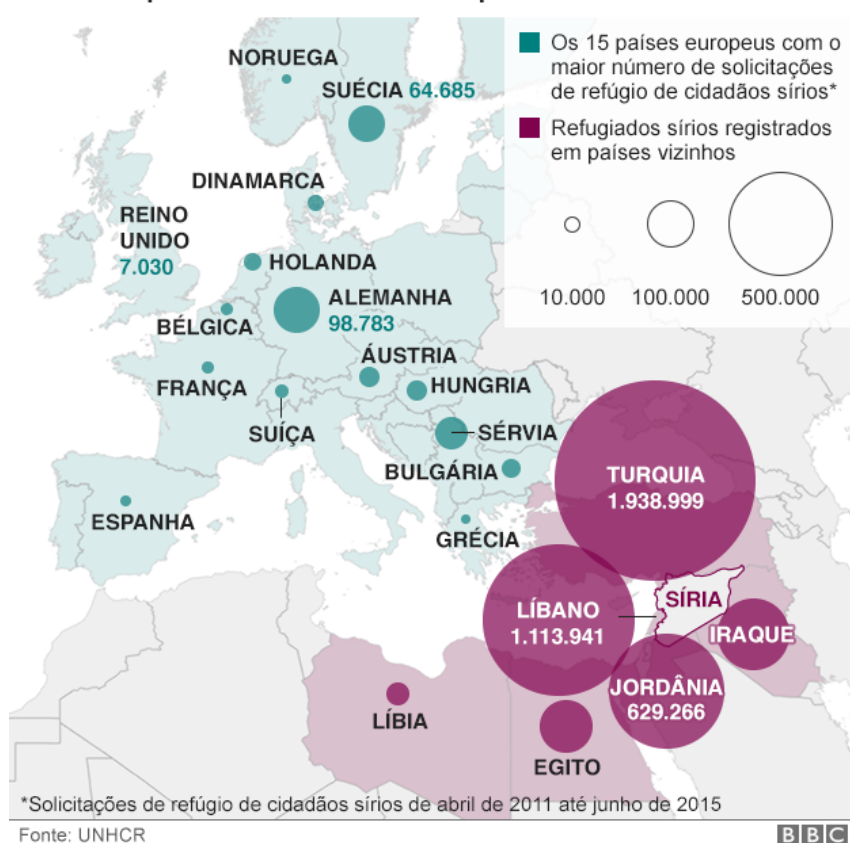 Os 15 países europeus com o
maior número de solicitações
de refúgio de cidadãos sírios*
Refugiados sírios registrados
em países vizinhos
10.000 100.000 500.000
NORUEGA
SUÉCIA 64.685
DINAMARCA
REINO
UNIDO
7.030
HOLANDA
ALEMANHA
98.783
BÉLGICA
ÁUSTRIA
FRANÇA
HUNGRIA
SUÍÇA
SÉRVIA
BULGÁRIA
ESPANHA
GRÉCIA
TURQUIA
1.938.999
SÍRIA
LÍBANO
1.113.941
IRAQUE
JORDÂNIA
629.266
LÍBIA
EGITO
*Solicitações de refúgio de cidadãos sírios de abril de 2011 até junho de 2015
Fonte: UNHCR
BBC